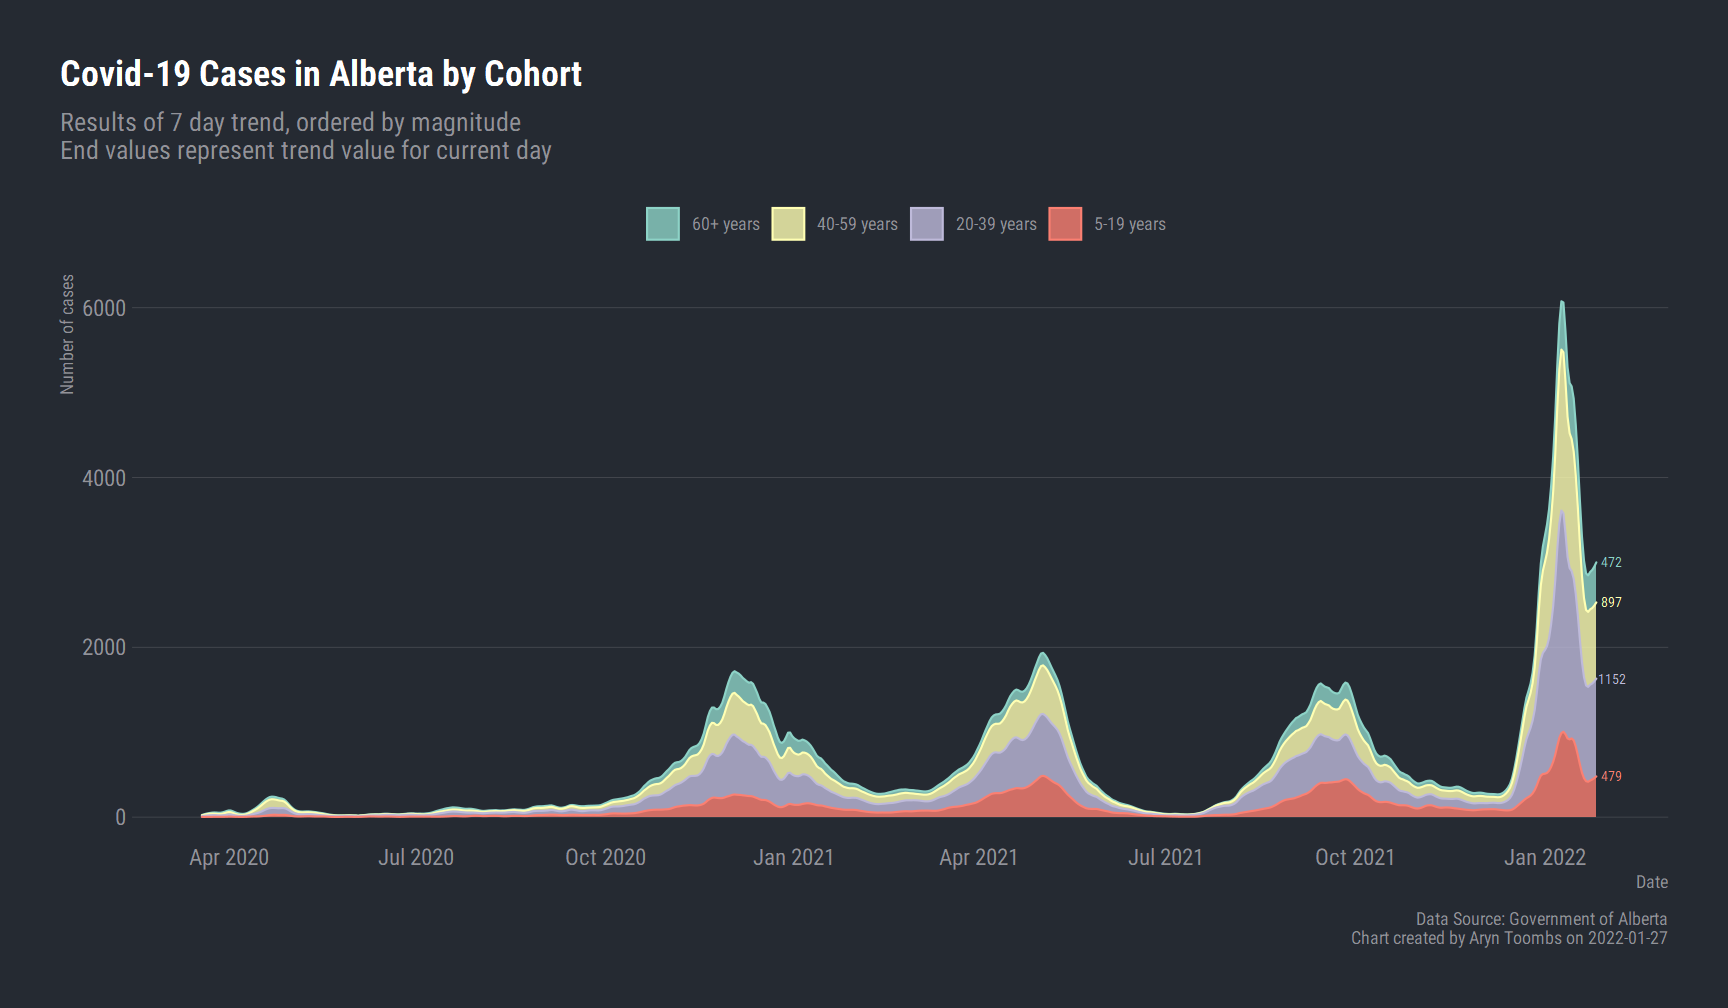 Covid-19 Cases in Alberta by Cohort
Results of 7 day trend, ordered by magnitude
End values represent trend value for current day
60+ years 40-59 years 20-39 years 5-19 years
Number of cases
6000
4000
2000
0
472
897
1152
479
Apr 2020 Jul 2020 Oct 2020 Jan 2021 Apr 2021 Jul 2021 Oct 2021 Jan 2022
Date
Data Source: Government of Alberta
Chart created by Aryn Toombs on 2022-01-27